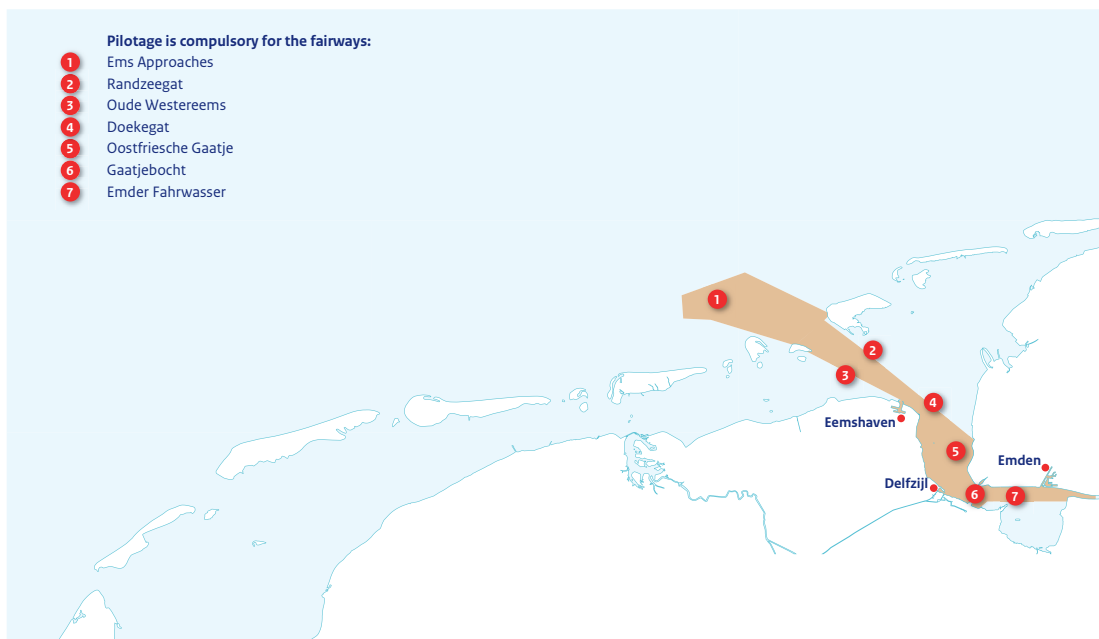 Pilotage is compulsory for the fairways:
1 Ems Approaches
2 Randzeegat
3 Oude Westereems
4 Doekegat
5 Oostfriesche Gaatje
6 Gaatjebocht
7 Emder Fahrwasser
1
2
3
4
Eemshaven
5
Emden
Delfzijl
6
7